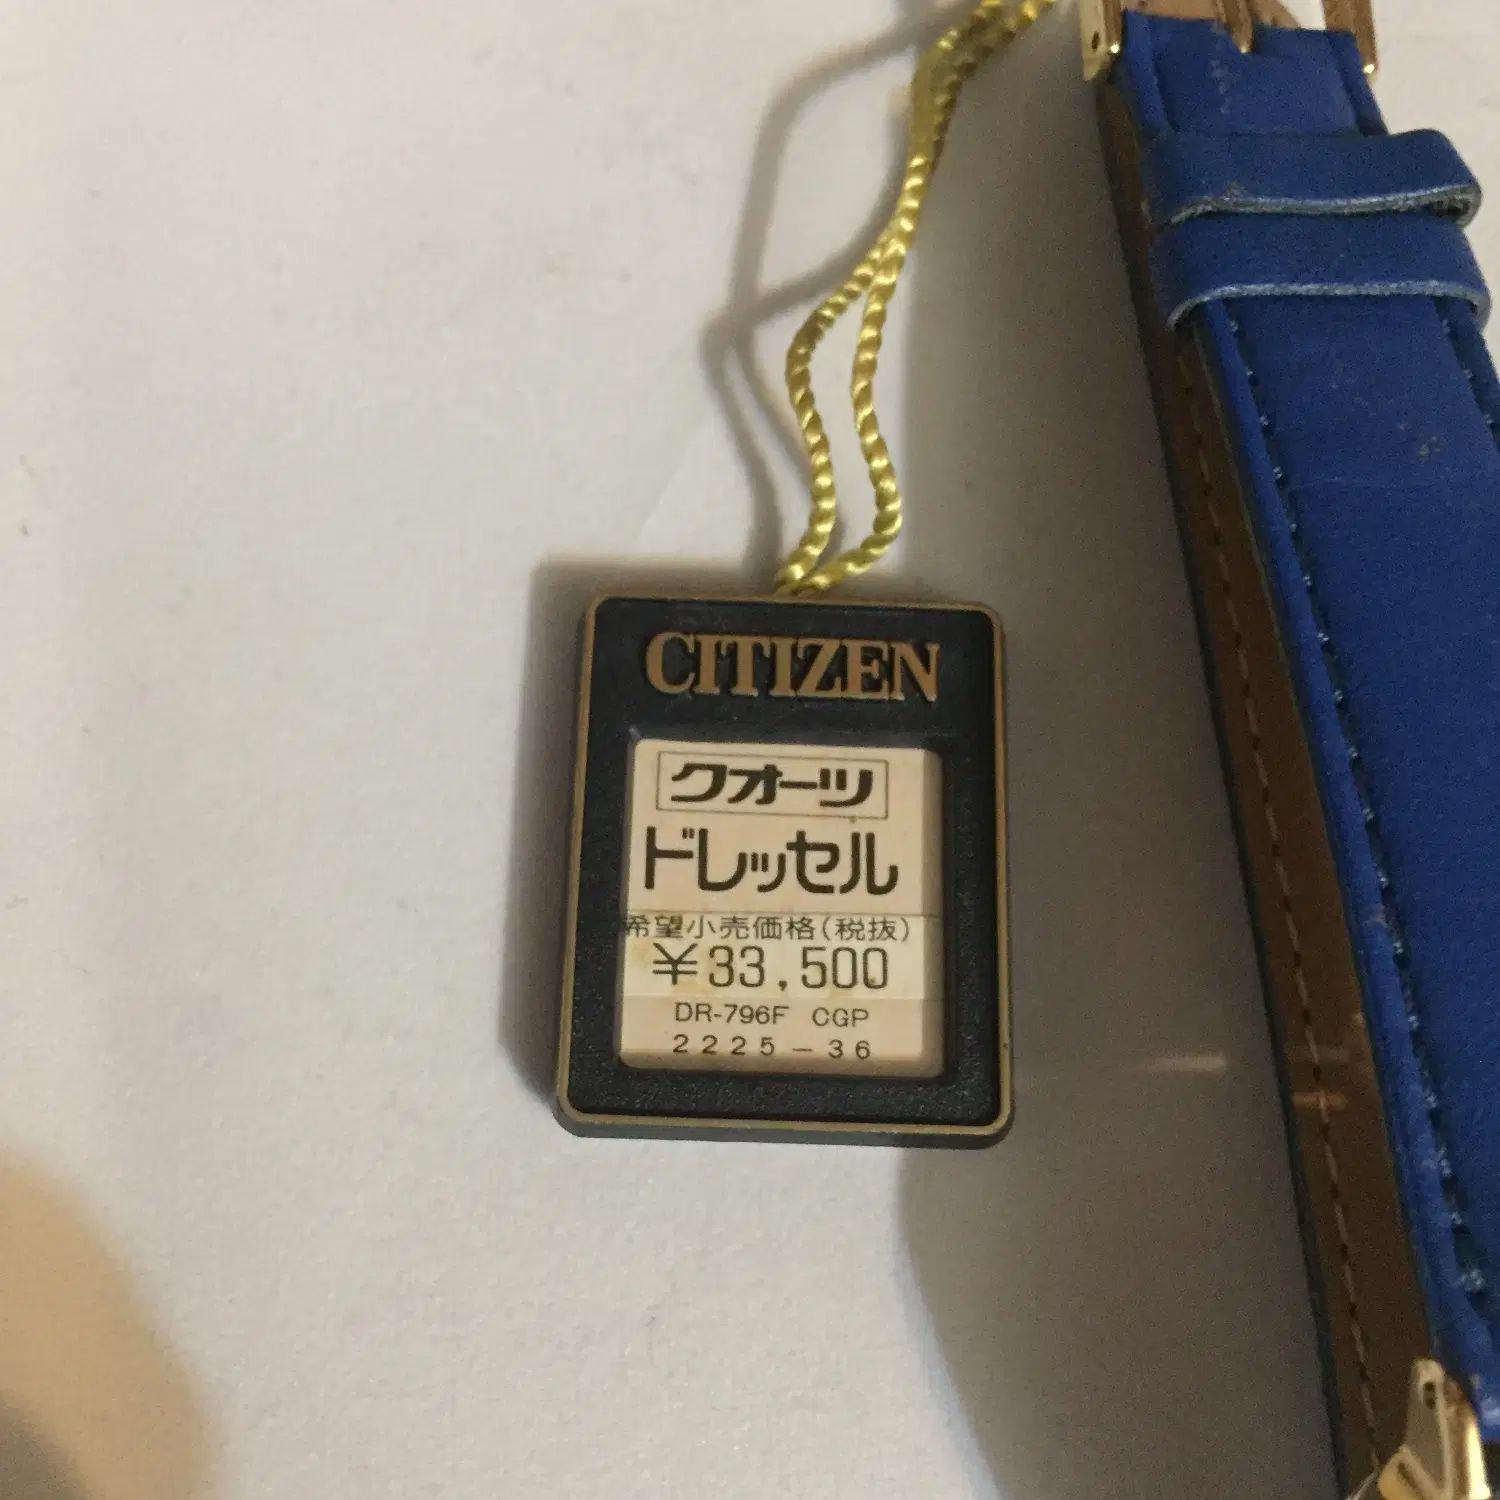 CITIZEN
クオーツ
ドレッセル
希望小売価格(税抜)
¥33,500
DR-796F CGP
2225-36